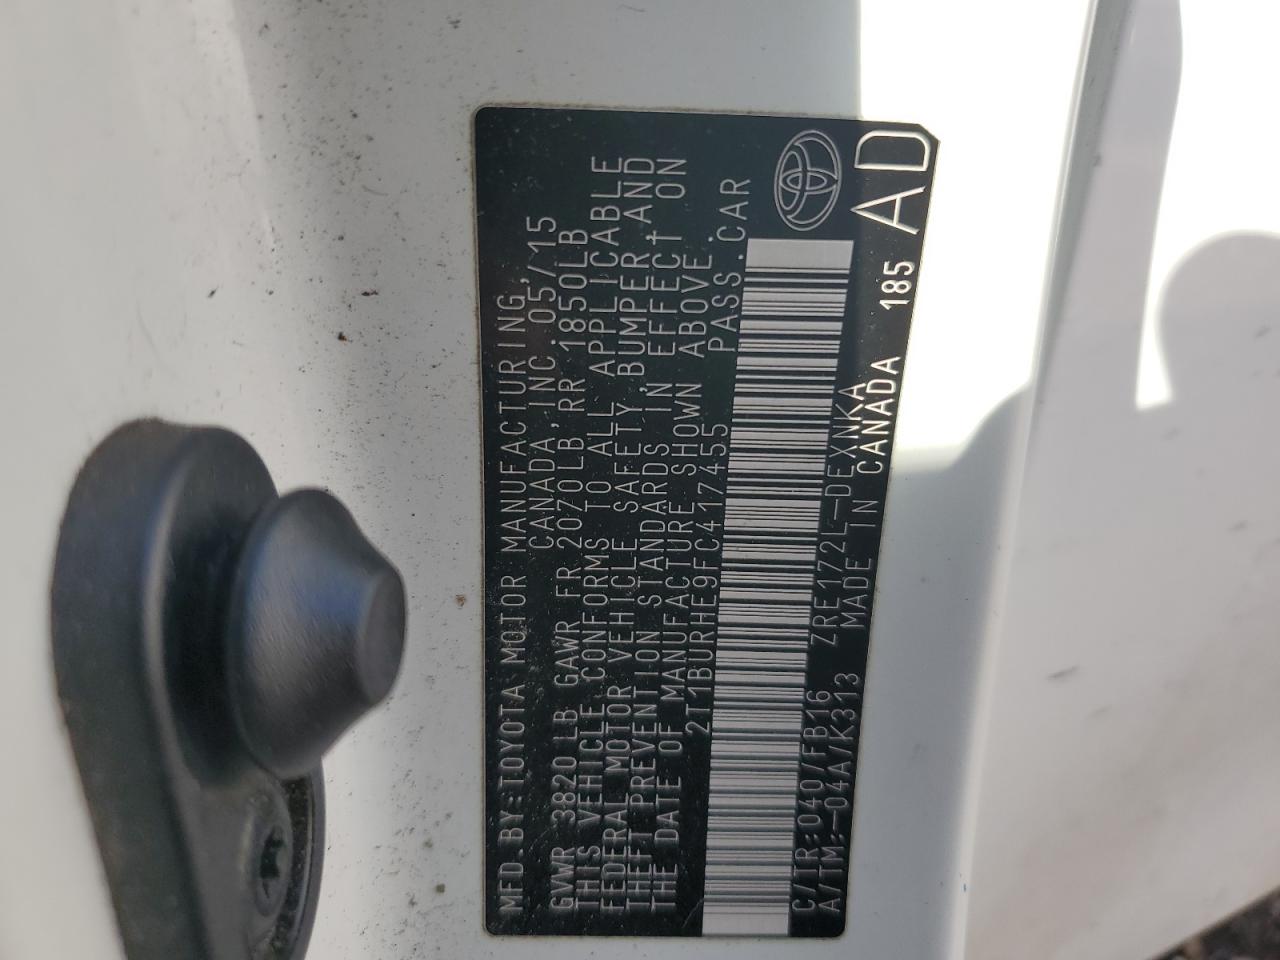 MFD BY:TOYOTA MOTOR MANUFACTURING,
CANADA,INC.05/15
GVWR 3820 LB GAWR FR 2070LB,RR 1850LB
THIS VEHICLE CONFORMS TO ALL APPLICABLE
FEDERAL MOTOR VEHICLE SAFETY,BUMPER,AND
THEFT PREVENTION STANDARDS IN EFFECT ON
THE DATE OF MANUFACTURE SHOWN ABOVE.
2T1BURHE9FC417455 PASS.CAR
C/TR:040/FB16 ZRE172L-DEXNKA
A/TM:-04A/K313 MADE IN CANADA 185 AD